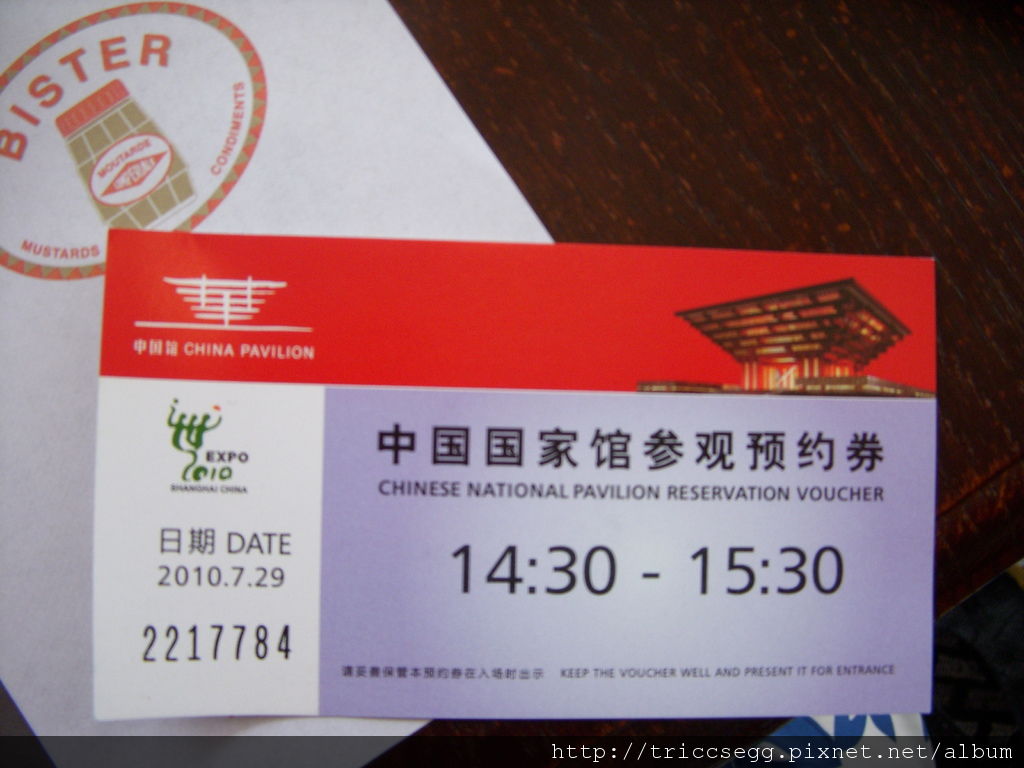 BISTER
MOUTARDE
CONDIMENTS
MUSTARDS
中国馆 CHINA PAVILION
EXPO
2010
SHANGHAI CHINA
中国国家馆参观预约券
CHINESE NATIONAL PAVILION RESERVATION VOUCHER
日期 DATE
2010.7.29
14:30 - 15:30
2217784
请妥善保管本预约券在入场时出示 KEEP THE VOUCHER WELL AND PRESENT IT FOR ENTRANCE
http://triccsegg.pixnet.net/album